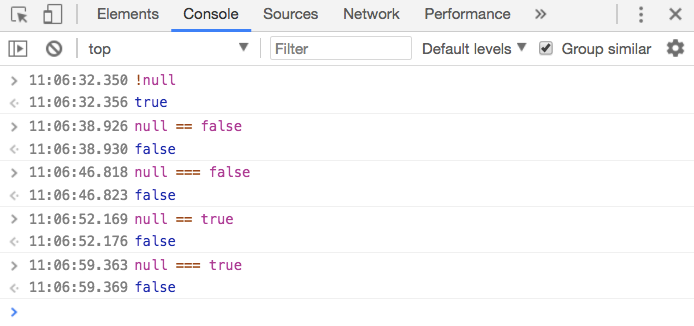 Elements Console Sources Network Performance »
top Filter Default levels Group similar
> 11:06:32.350 !null
11:06:32.356 true
> 11:06:38.926 null == false
11:06:38.930 false
> 11:06:46.818 null === false
11:06:46.823 false
> 11:06:52.169 null == true
11:06:52.176 false
> 11:06:59.363 null === true
11:06:59.369 false
>